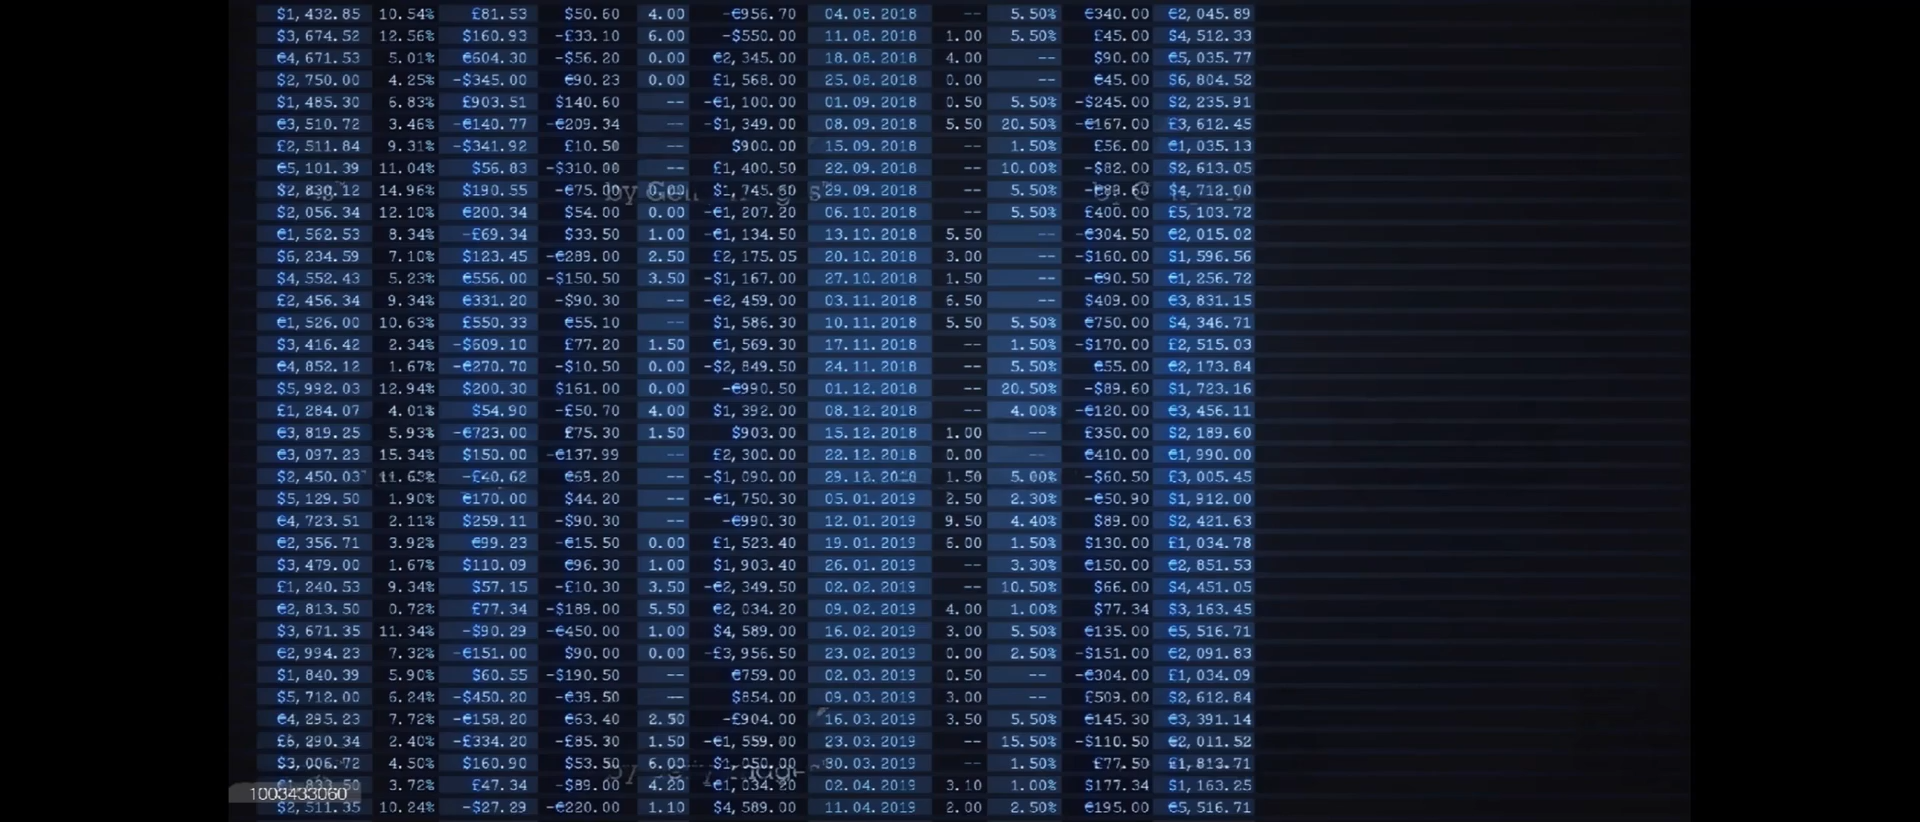 $1,432.85 10.54% £81.53 $50.60 4.00 -€956.70 04.08.2018 -- 5.50% €340.00 €2,045.89
$3,674.52 12.56% $160.93 -£33.10 6.00 -$550.00 11.08.2018 1.00 5.50% £45.00 $4,512.33
€4,671.53 5.01% €604.30 -$56.20 0.00 €2,345.00 18.08.2018 4.00 -- $90.00 €5,035.77
$2,750.00 4.25% -$345.00 €90.23 0.00 £1,568.00 25.08.2018 0.00 -- €45.00 $6,804.52
$1,485.30 6.83% £903.51 $140.60 -- -€1,100.00 01.09.2018 0.50 5.50% -$245.00 $2,235.91
€3,510.72 3.46% -€140.77 -€209.34 -- -$1,349.00 08.09.2018 5.50 20.50% -€167.00 £3,612.45
£2,511.84 9.31% -$341.92 £10.50 -- $900.00 15.09.2018 -- 1.50% £56.00 €1,035.13
€5,101.39 11.04% $56.83 -$310.00 -- £1,400.50 22.09.2018 -- 10.00% -$82.00 $2,613.05
$2,830.12 14.96% $190.55 -€75.00 0.00 $1,745.60 29.09.2018 -- 5.50% -€89.60 $4,712.00
$2,056.34 12.10% €200.34 $54.00 0.00 -€1,207.20 06.10.2018 -- 5.50% £400.00 £5,103.72
€1,562.53 8.34% -£69.34 $33.50 1.00 -€1,134.50 13.10.2018 5.50 -- -€304.50 €2,015.02
$6,234.59 7.10% $123.45 -€289.00 2.50 £2,175.05 20.10.2018 3.00 -- -$160.00 $1,596.56
$4,552.43 5.23% €556.00 -$150.50 3.50 -$1,167.00 27.10.2018 1.50 -- -€90.50 €1,256.72
£2,456.34 9.34% €331.20 -$90.30 -- -€2,459.00 03.11.2018 6.50 -- $409.00 €3,831.15
€1,526.00 10.63% £550.33 €55.10 -- $1,586.30 10.11.2018 5.50 5.50% €750.00 $4,346.71
$3,416.42 2.34% -$609.10 £77.20 1.50 €1,569.30 17.11.2018 -- 1.50% -$170.00 £2,515.03
€4,852.12 1.67% -€270.70 -$10.50 0.00 -$2,849.50 24.11.2018 -- 5.50% €55.00 €2,173.84
$5,992.03 12.94% $200.30 $161.00 0.00 -€990.50 01.12.2018 -- 20.50% -$89.60 $1,723.16
£1,284.07 4.01% $54.90 -£50.70 4.00 $1,392.00 08.12.2018 -- 4.00% -€120.00 €3,456.11
€3,819.25 5.93% -€723.00 £75.30 1.50 $903.00 15.12.2018 1.00 -- £350.00 $2,189.60
€3,097.23 15.34% $150.00 -€137.99 -- £2,300.00 22.12.2018 0.00 -- €410.00 €1,990.00
$2,450.03 11.63% -£40.62 €69.20 -- -$1,090.00 29.12.2018 1.50 5.00% -$60.50 £3,005.45
$5,129.50 1.90% €170.00 $44.20 -- -€1,750.30 05.01.2019 2.50 2.30% -€50.90 $1,912.00
€4,723.51 2.11% $259.11 -$90.30 -- -€990.30 12.01.2019 9.50 4.40% $89.00 $2,421.63
€2,356.71 3.92% €99.23 -€15.50 0.00 £1,523.40 19.01.2019 6.00 1.50% $130.00 £1,034.78
$3,479.00 1.67% $110.09 €96.30 1.00 $1,903.40 26.01.2019 -- 3.30% €150.00 €2,851.53
£1,240.53 9.34% $57.15 -£10.30 3.50 -€2,349.50 02.02.2019 -- 10.50% $66.00 $4,451.05
€2,813.50 0.72% £77.34 -$189.00 5.50 €2,034.20 09.02.2019 4.00 1.00% $77.34 $3,163.45
$3,671.35 11.34% -$90.29 -€450.00 1.00 $4,589.00 16.02.2019 3.00 5.50% €135.00 €5,516.71
€2,994.23 7.32% -€151.00 $90.00 0.00 -£3,956.50 23.02.2019 0.00 2.50% -$151.00 €2,091.83
$1,840.39 5.90% $60.55 -$190.50 -- €759.00 02.03.2019 0.50 -- -€304.00 £1,034.09
$5,712.00 6.24% -$450.20 -€39.50 -- $854.00 09.03.2019 3.00 -- £509.00 $2,612.84
€4,295.23 7.72% -€158.20 €63.40 2.50 -£904.00 16.03.2019 3.50 5.50% €145.30 €3,391.14
£6,290.34 2.40% -£334.20 -£85.30 1.50 -€1,559.00 23.03.2019 -- 15.50% -$110.50 €2,011.52
$3,006.72 4.50% $160.90 $53.50 6.00 $1,050.00 30.03.2019 -- 1.50% £77.50 €1,813.71
3.72% £47.34 -$89.00 4.20 -€1,034.20 02.04.2019 3.10 1.00% $177.34 $1,163.25
1003433060
$2,511.35 10.24% -$27.29 -€220.00 1.10 $4,589.00 11.04.2019 2.00 2.50% €195.00 €5,516.71